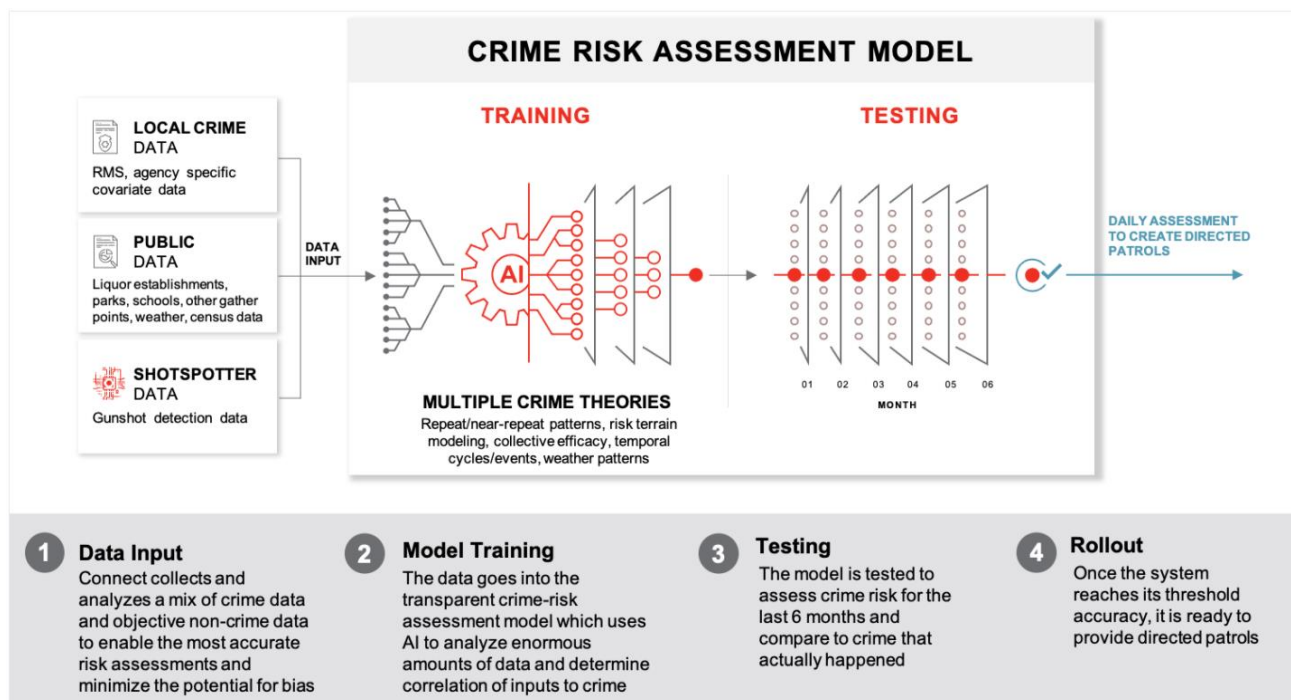 CRIME RISK ASSESSMENT MODEL
LOCAL CRIME
DATA
RMS, agency specific
covariate data
PUBLIC
DATA
Liquor establishments,
parks, schools, other gather
points, weather, census data
SHOTSPOTTER
DATA
Gunshot detection data
DATA
INPUT
TRAINING
AI
MULTIPLE CRIME THEORIES
Repeat/near-repeat patterns, risk terrain
modeling, collective efficacy, temporal
cycles/events, weather patterns
TESTING
01 02 03 04 05 06
MONTH
DAILY ASSESSMENT
TO CREATE DIRECTED
PATROLS
1 Data Input
Connect collects and
analyzes a mix of crime data
and objective non-crime data
to enable the most accurate
risk assessments and
minimize the potential for bias
2 Model Training
The data goes into the
transparent crime-risk
assessment model which uses
AI to analyze enormous
amounts of data and determine
correlation of inputs to crime
3 Testing
The model is tested to
assess crime risk for the
last 6 months and
compare to crime that
actually happened
4 Rollout
Once the system
reaches its threshold
accuracy, it is ready to
provide directed patrols